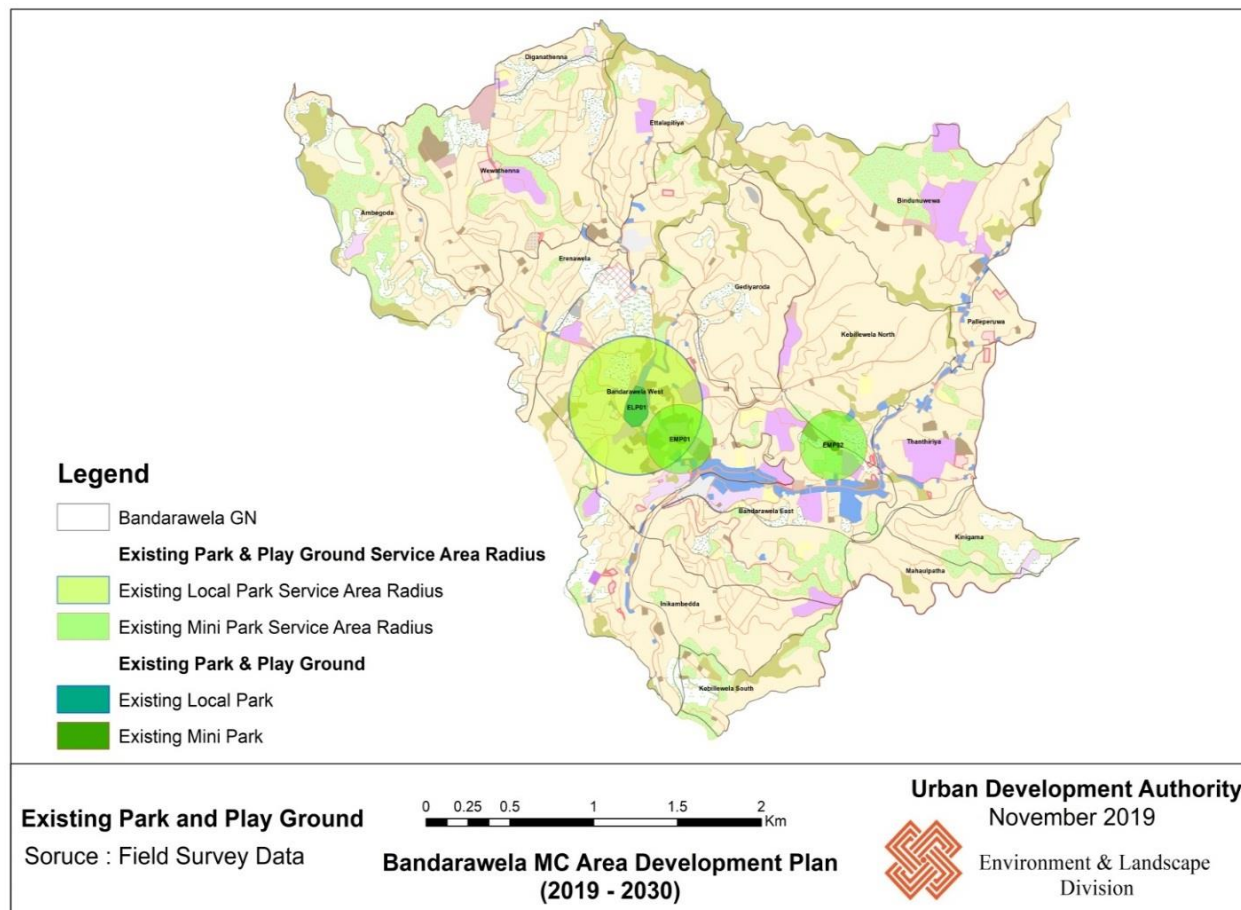 Diganathenna
Ettalapitiya
Wewathenna
Bindunuwewa
Ambegoda
Erenawela
Gediyaroda
Palleperuwa
Kebillewela North
Bandarawela West
ELP01
EMP01
EMP02
Thanthiriya
Bandarawela East
Kinigama
Mahaulpatha
Inikambedda
Kebillewela South
Legend
Bandarawela GN
Existing Park & Play Ground Service Area Radius
Existing Local Park Service Area Radius
Existing Mini Park Service Area Radius
Existing Park & Play Ground
Existing Local Park
Existing Mini Park
Existing Park and Play Ground
Soruce : Field Survey Data
0 0.25 0.5 1 1.5 2
Km
Bandarawela MC Area Development Plan
(2019 - 2030)
Urban Development Authority
November 2019
Environment & Landscape
Division